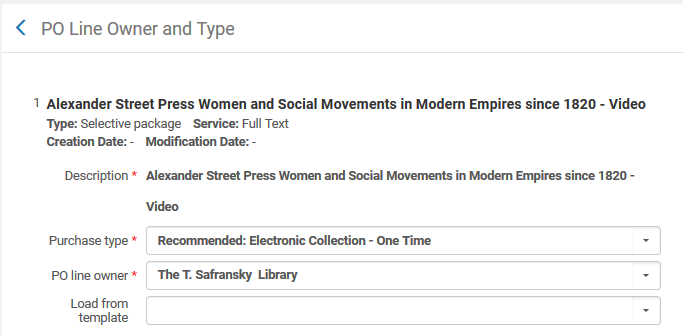 PO Line Owner and Type
1 Alexander Street Press Women and Social Movements in Modern Empires since 1820 - Video
Type: Selective package Service: Full Text
Creation Date: - Modification Date: -
Description * Alexander Street Press Women and Social Movements in Modern Empires since 1820 -
Video
Purchase type * Recommended: Electronic Collection - One Time
PO line owner * The T. Safransky Library
Load from
template